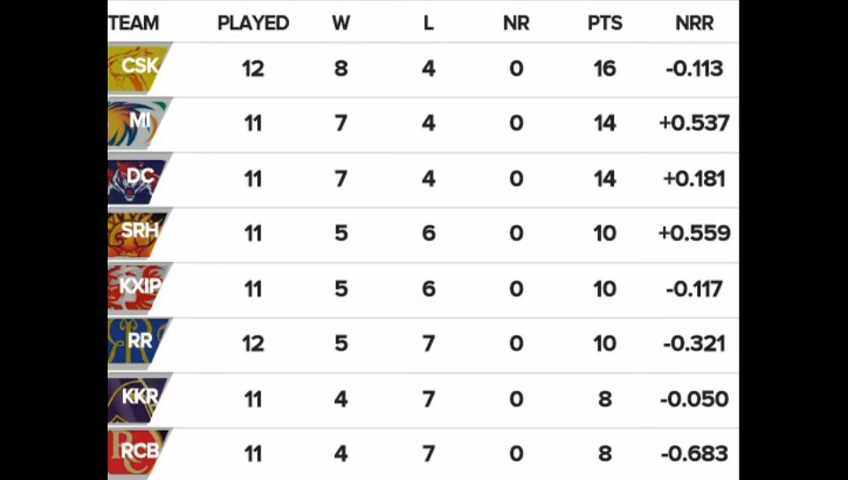 TEAM PLAYED W L NR PTS NRR
CSK 12 8 4 0 16 -0.113
MI 11 7 4 0 14 +0.537
DC 11 7 4 0 14 +0.181
SRH 11 5 6 0 10 +0.559
KXIP 11 5 6 0 10 -0.117
RR 12 5 7 0 10 -0.321
KKR 11 4 7 0 8 -0.050
RCB 11 4 7 0 8 -0.683